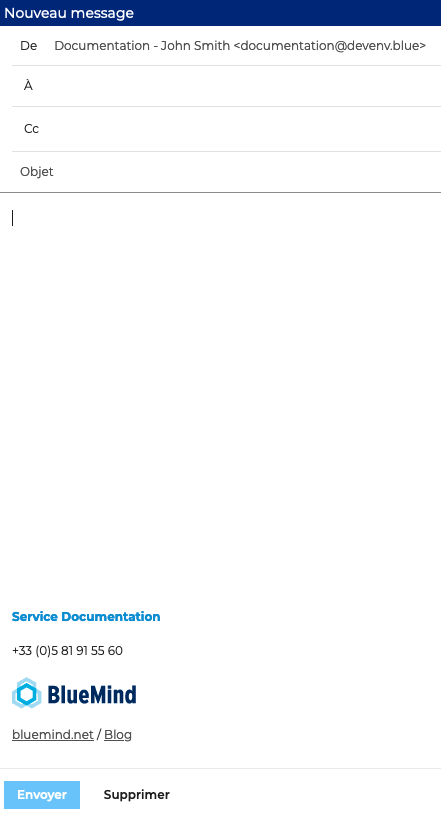 Nouveau message
De Documentation - John Smith <documentation@devenv.blue>
À
Cc
Objet
Service Documentation
+33 (0)5 81 91 55 60
BlueMind
bluemind.net / Blog
Envoyer Supprimer